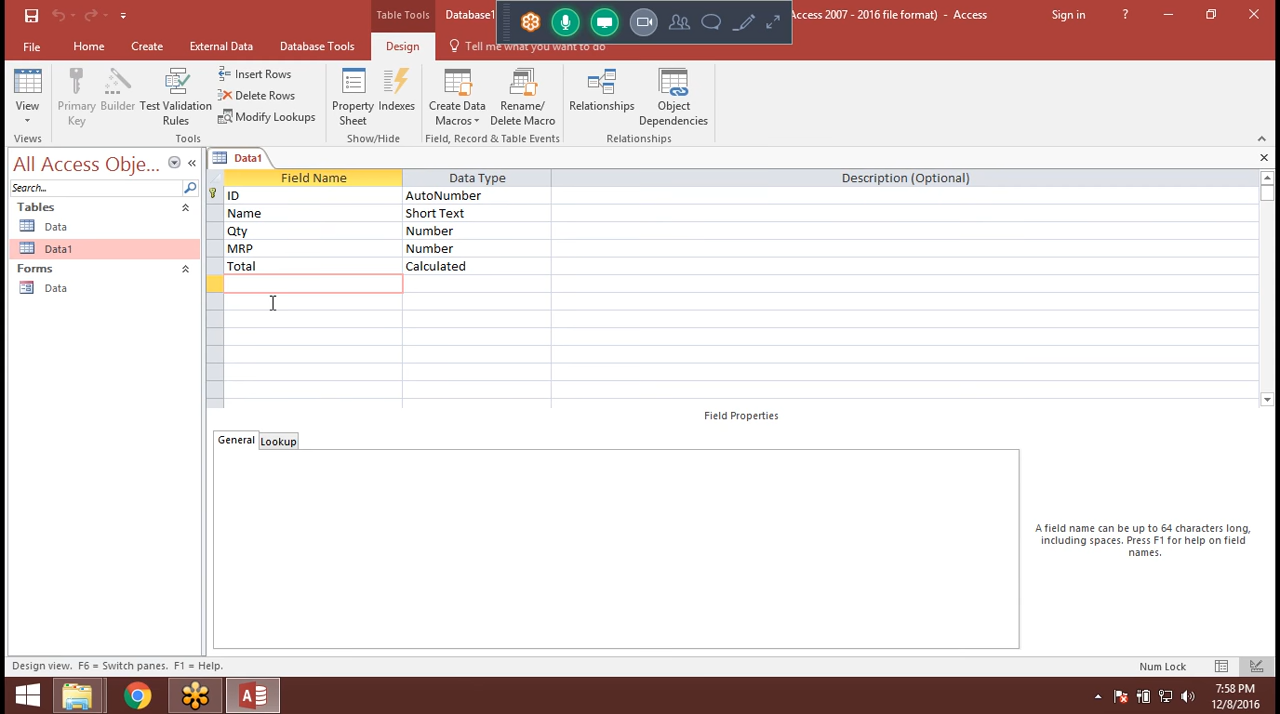 Table Tools
Database1
Access 2007 - 2016 file format) - Access
Sign in
?
File
Home
Create
External Data
Database Tools
Design
Tell me what you want to do
View
Primary Key
Builder
Test Validation Rules
Insert Rows
Delete Rows
Modify Lookups
Property Sheet
Indexes
Create Data Macros
Rename/ Delete Macro
Relationships
Object Dependencies
Views
Tools
Show/Hide
Field, Record & Table Events
Relationships
All Access Obje...
Search...
Tables
Data
Data1
Forms
Data
Data1
Field Name
Data Type
Description (Optional)
ID
AutoNumber
Name
Short Text
Qty
Number
MRP
Number
Total
Calculated
Field Properties
General
Lookup
A field name can be up to 64 characters long,
including spaces. Press F1 for help on field
names.
Design view. F6 = Switch panes. F1 = Help.
Num Lock
7:58 PM
12/8/2016